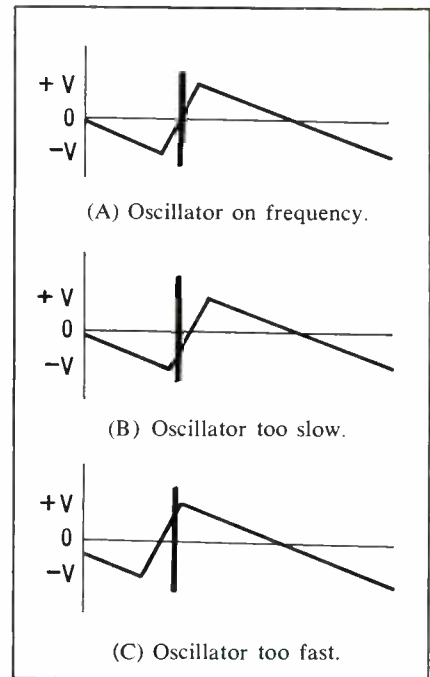 + V
0
−V
(A) Oscillator on frequency.
+ V
0
−V
(B) Oscillator too slow.
+ V
0
−V
(C) Oscillator too fast.